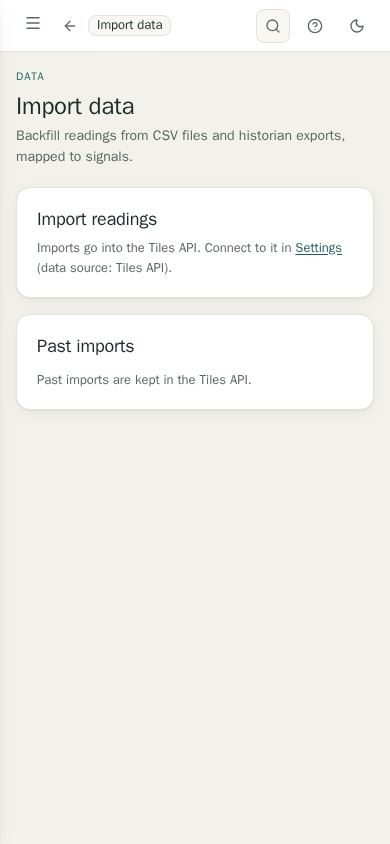 Import data
DATA
Import data
Backfill readings from CSV files and historian exports,
mapped to signals.
Import readings
Imports go into the Tiles API. Connect to it in Settings
(data source: Tiles API).
Past imports
Past imports are kept in the Tiles API.